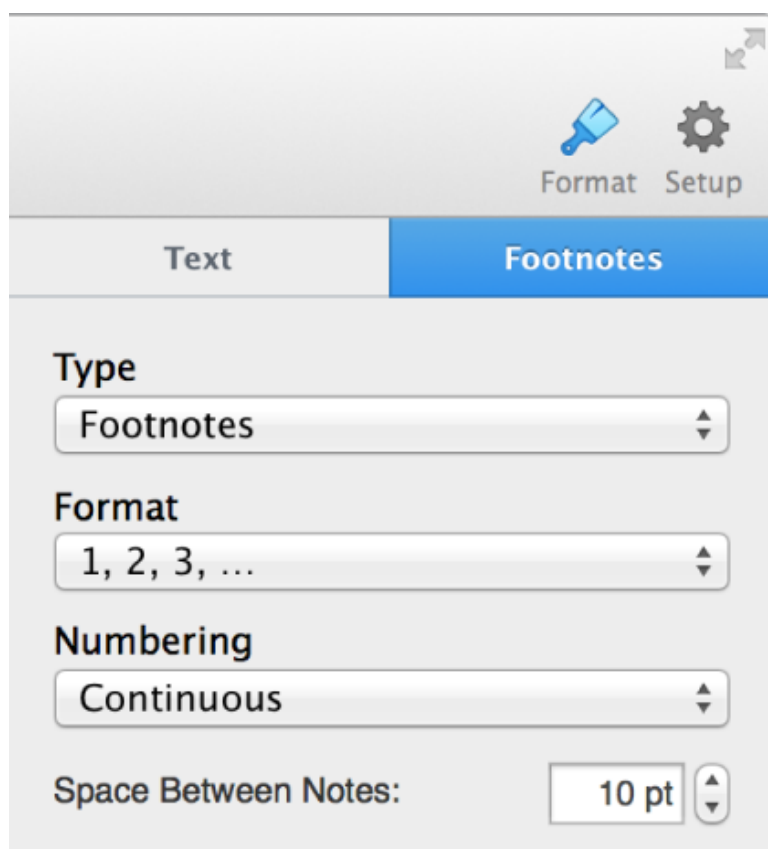 Format Setup
Text Footnotes
Type
Footnotes
Format
1, 2, 3, ...
Numbering
Continuous
Space Between Notes: 10 pt